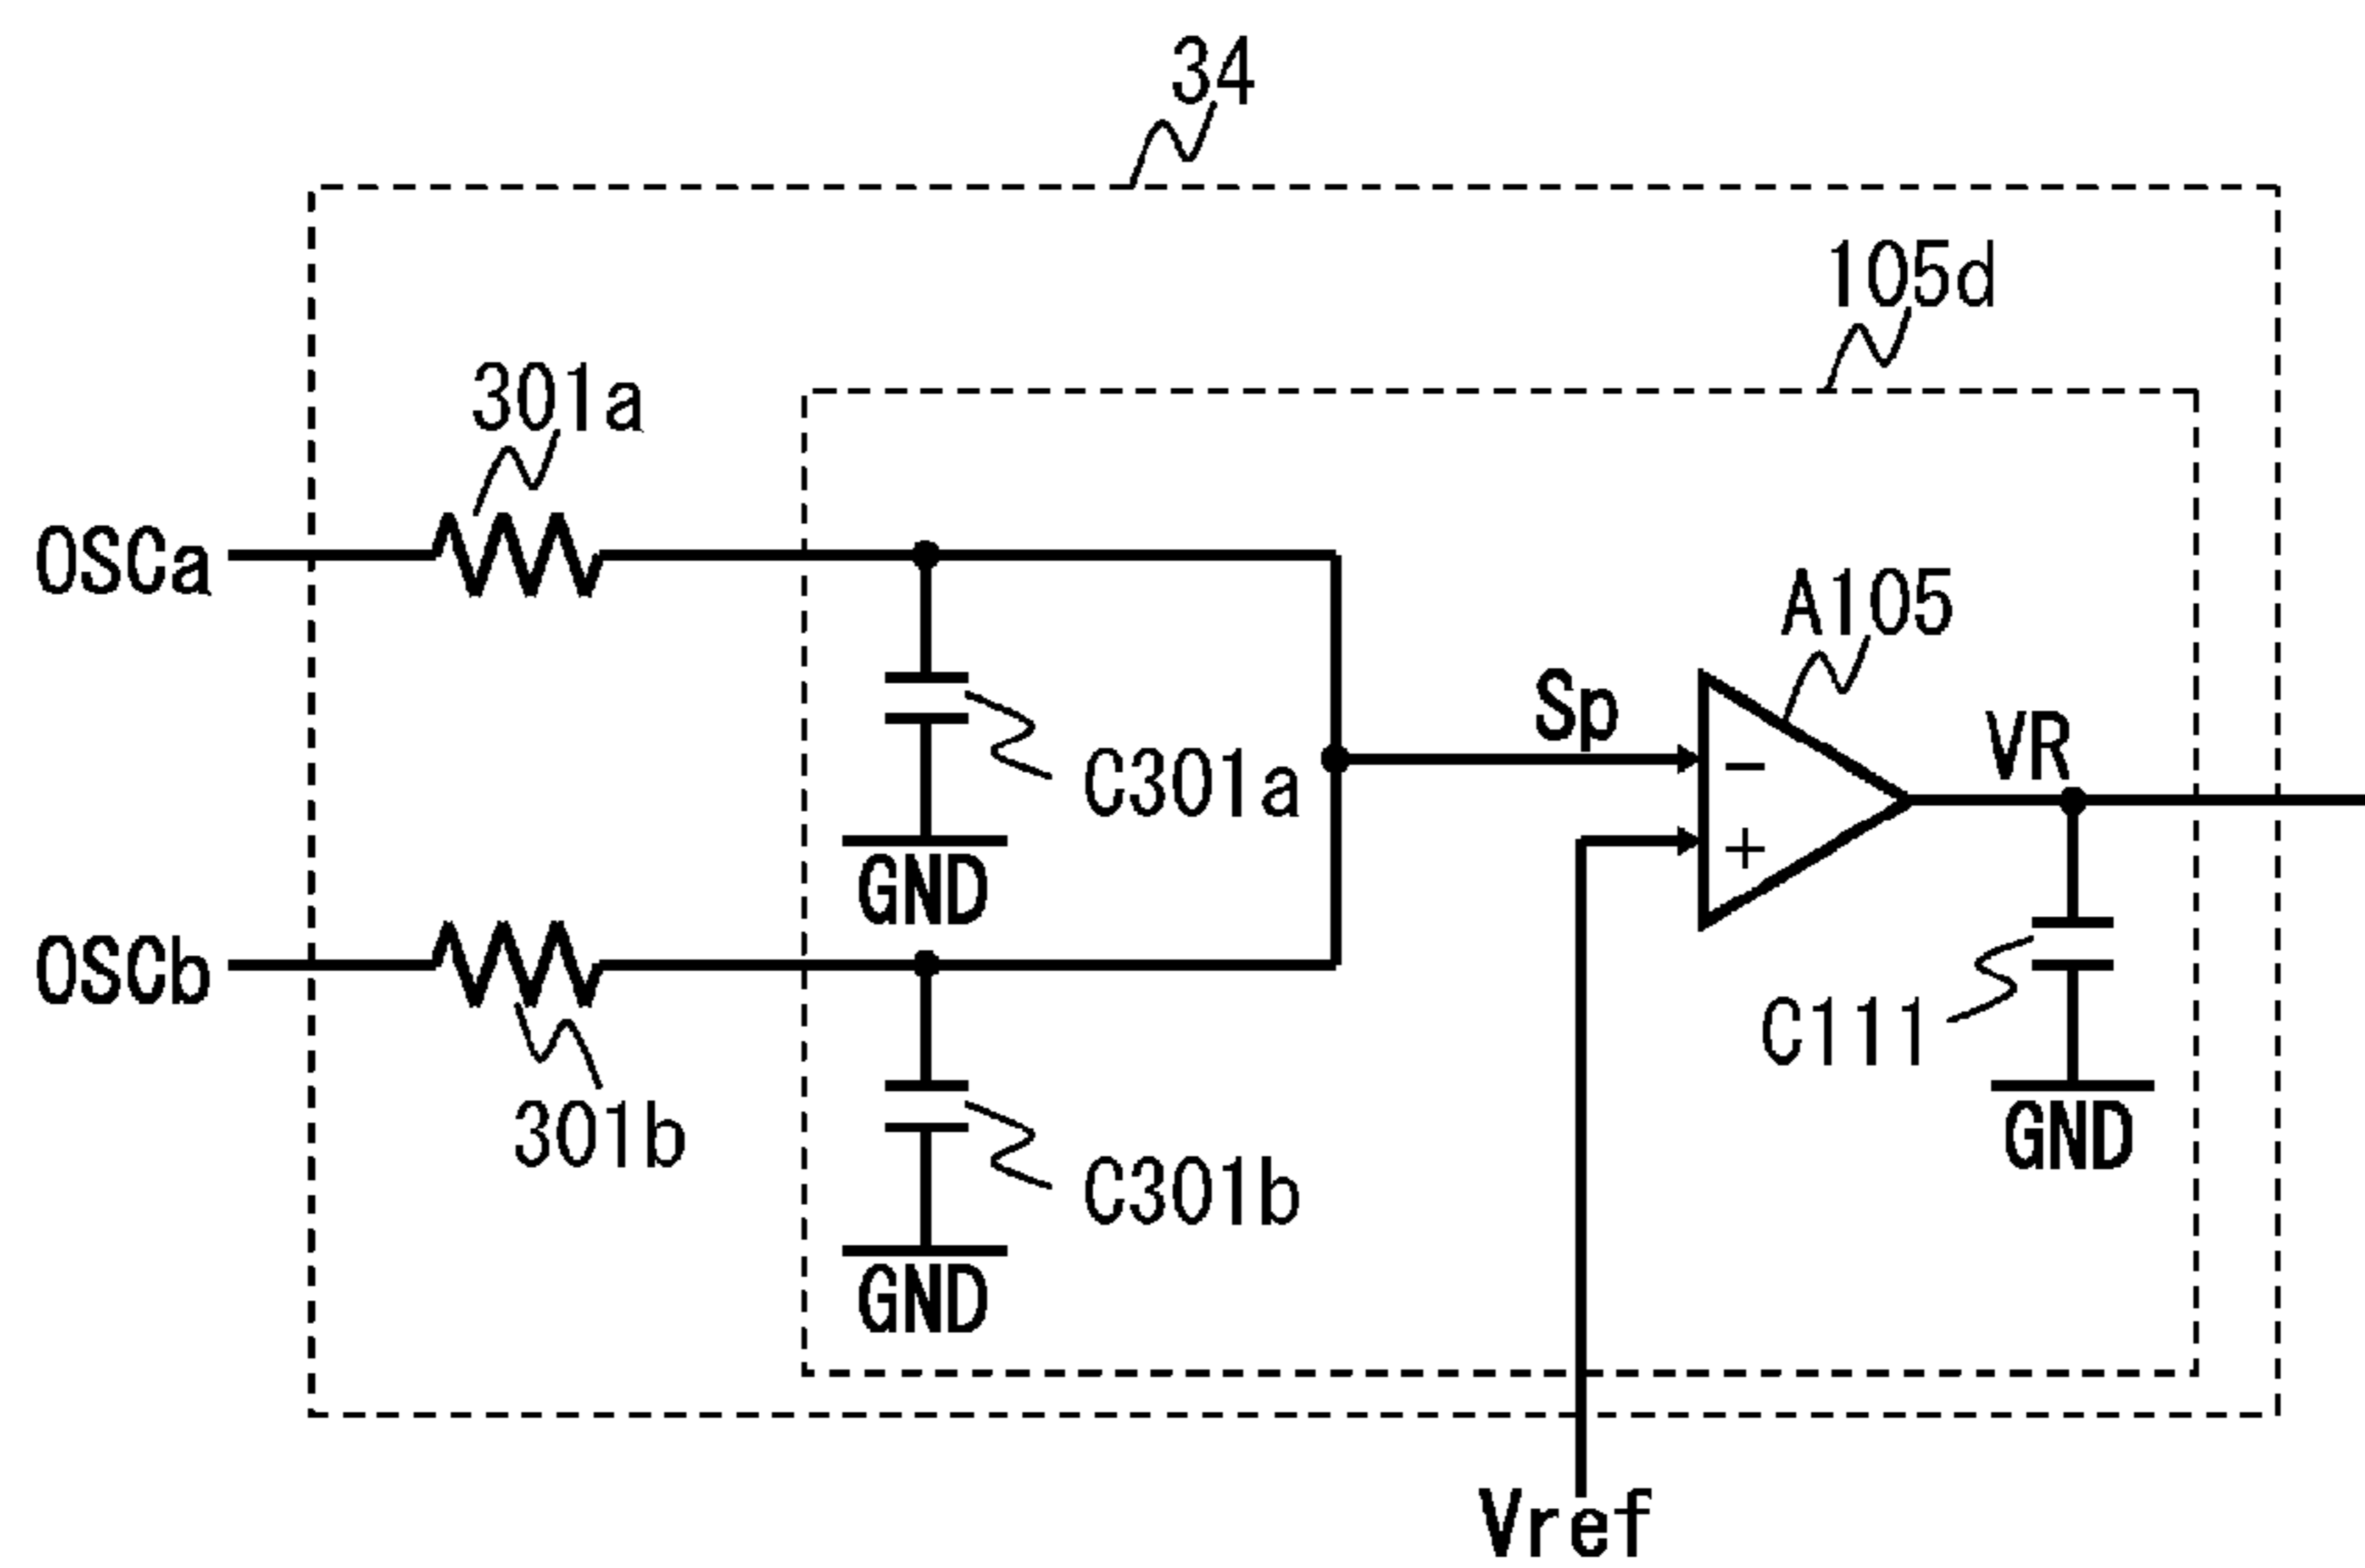 34
105d
301a
OSCa
A105
Sp
VR
-
C301a
+
GND
OSCb
C111
301b
GND
C301b
GND
Vref